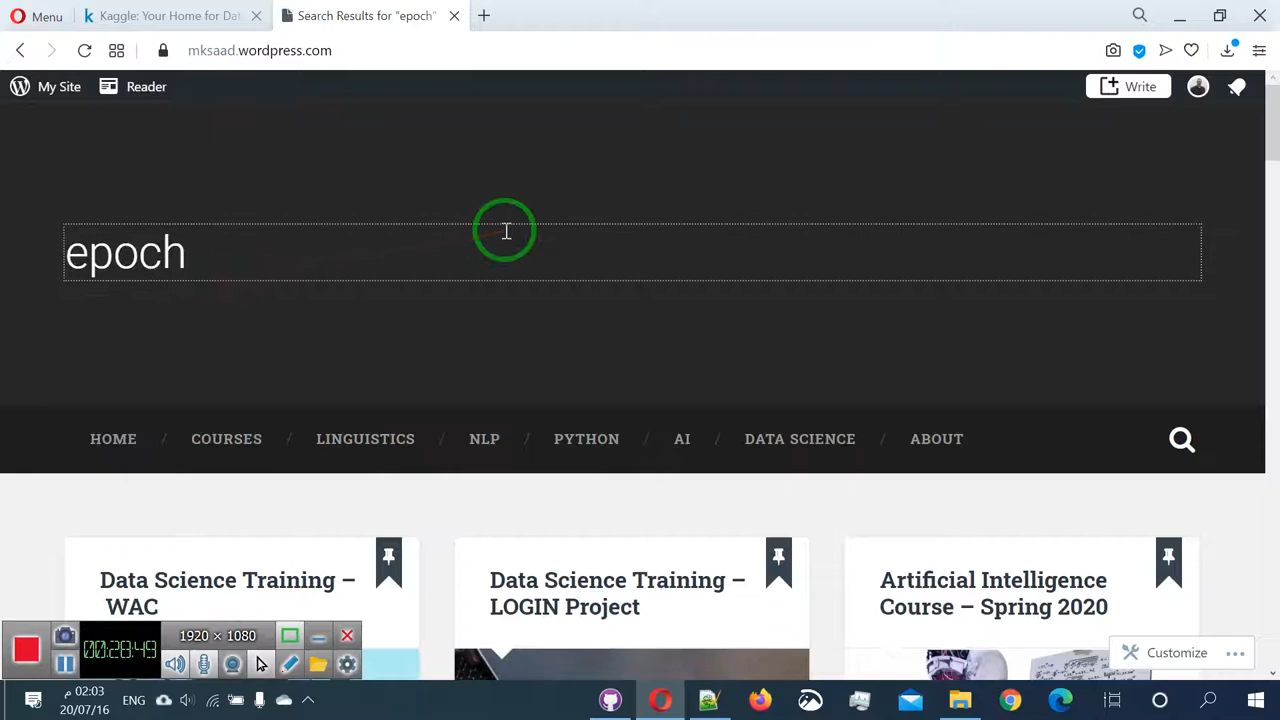 Menu
Kaggle: Your Home for Dat
Search Results for "epoch"
mksaad.wordpress.com
My Site
Reader
Write
epoch
HOME / COURSES / LINGUISTICS / NLP / PYTHON / AI / DATA SCIENCE / ABOUT
Data Science Training –
WAC
Data Science Training –
LOGIN Project
Artificial Intelligence
Course – Spring 2020
00:28:49
1920 × 1080
Customize
02:03 م
ENG
20/07/16